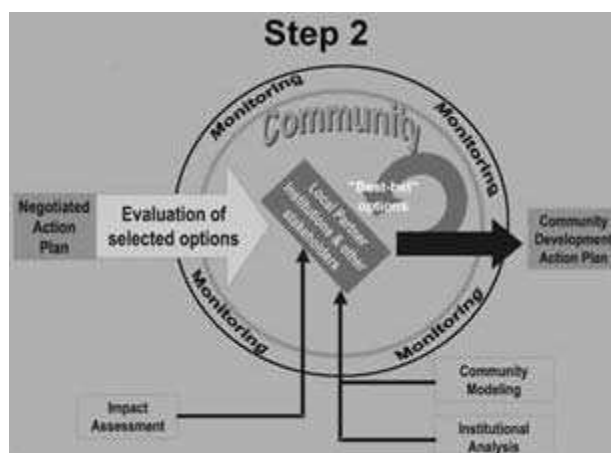 Step 2
Monitoring
Monitoring
Community
"Best-bet"
options
Local Partner
Institutions & other
stakeholders
Negotiated
Action
Plan
Evaluation of
selected options
Community
Development
Action Plan
Monitoring
Monitoring
Impact
Assessment
Community
Modeling
Institutional
Analysis